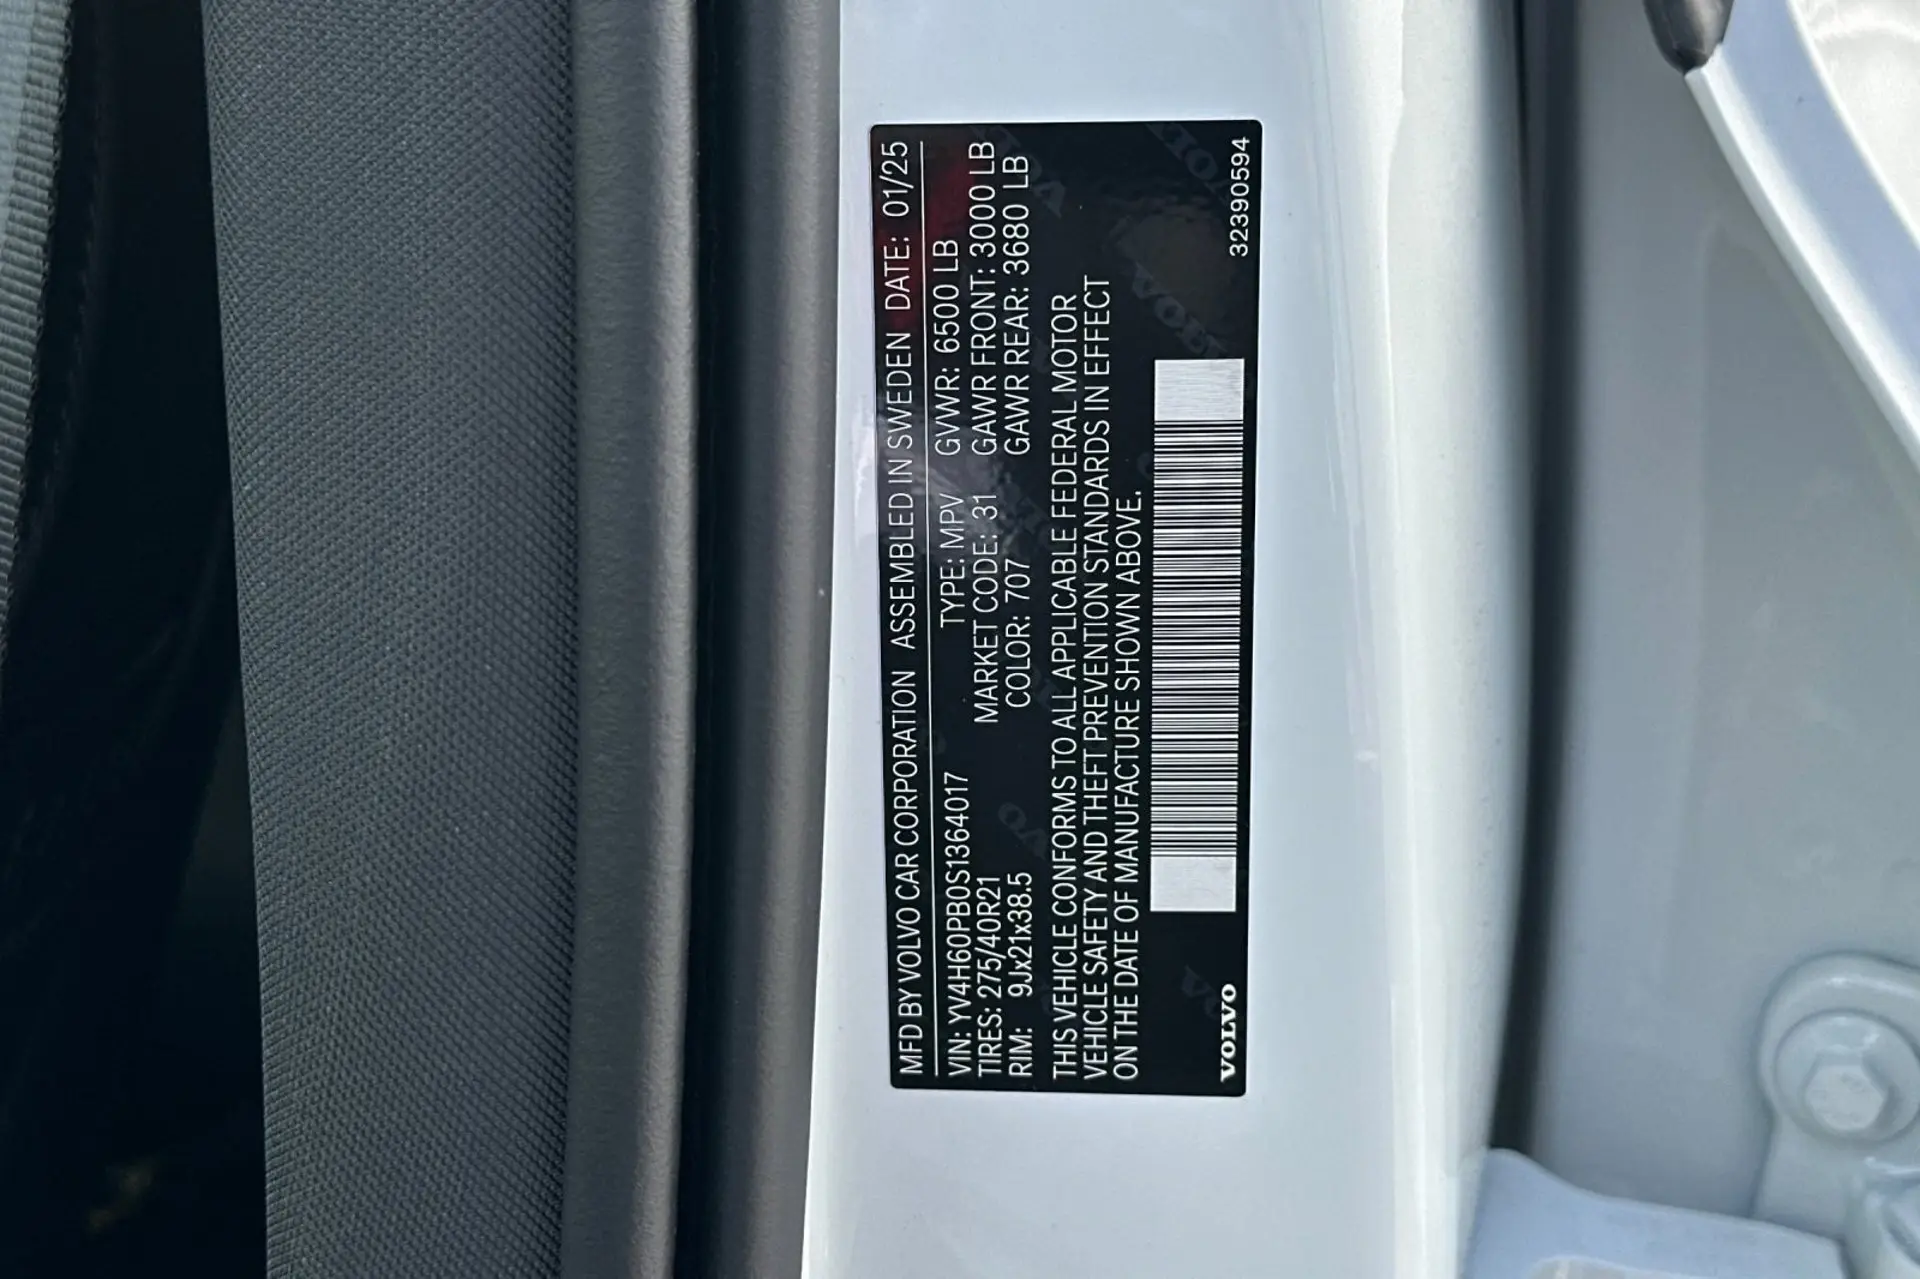 MFD BY VOLVO CAR CORPORATION ASSEMBLED IN SWEDEN DATE: 01/25
VIN: YV4H60PB0S1364017 TYPE: MPV GVWR: 6500 LB
TIRES: 275/40R21 MARKET CODE: 31 GAWR FRONT: 3000 LB
RIM: 9Jx21x38.5 COLOR: 707 GAWR REAR: 3680 LB
THIS VEHICLE CONFORMS TO ALL APPLICABLE FEDERAL MOTOR
VEHICLE SAFETY AND THEFT PREVENTION STANDARDS IN EFFECT
ON THE DATE OF MANUFACTURE SHOWN ABOVE.
VOLVO 32390594